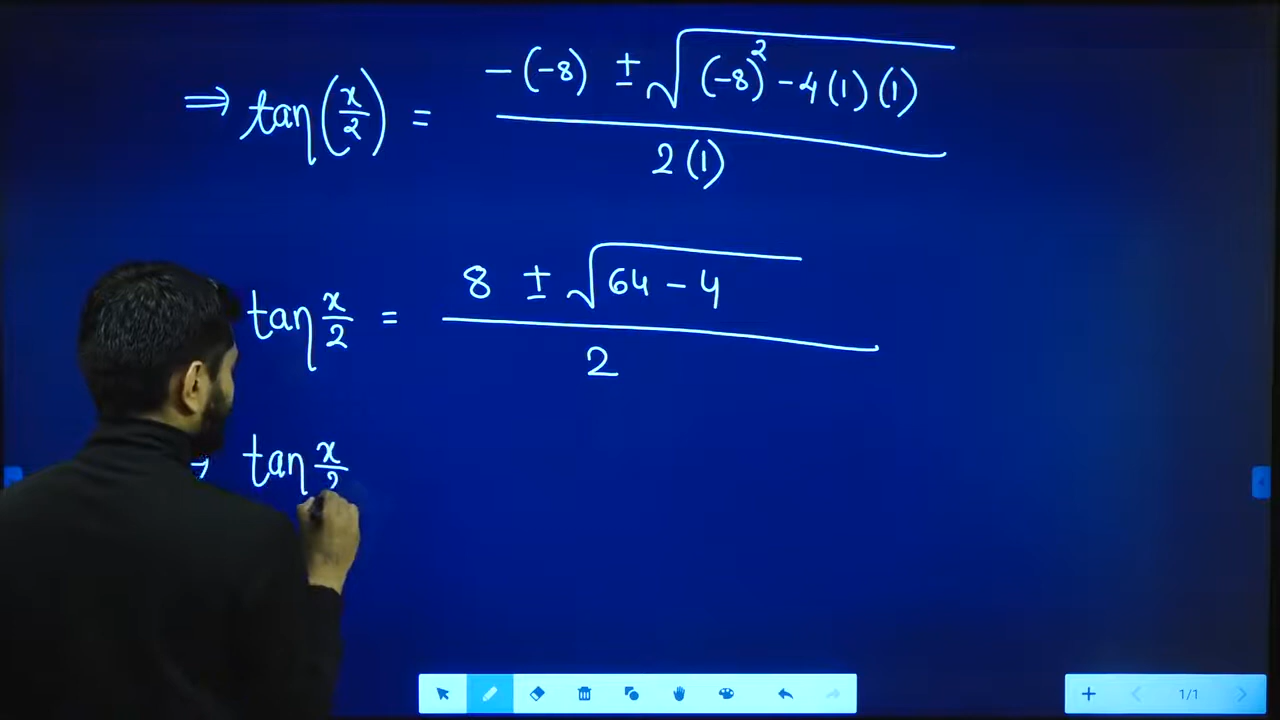 ⇒ tan(x/2) = (-(-8) ± √((-8)² - 4(1)(1))) / 2(1)
tan x/2 = (8 ± √(64 - 4)) / 2
⇒ tan x/2
1/1